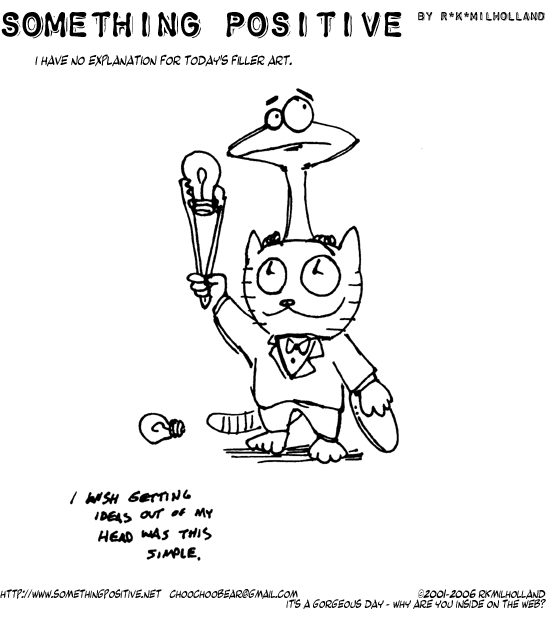 SOMETHING POSITIVE BY R*K*MILHOLLAND
I HAVE NO EXPLANATION FOR TODAY'S FILLER ART.
I WISH GETTING
IDEAS OUT OF MY
HEAD WAS THIS
SIMPLE.
HTTP://WWW.SOMETHINGPOSITIVE.NET CHOOCHOOBEAR@GMAIL.COM ©2001-2006 RKMILHOLLAND
IT'S A GORGEOUS DAY - WHY ARE YOU INSIDE ON THE WEB?